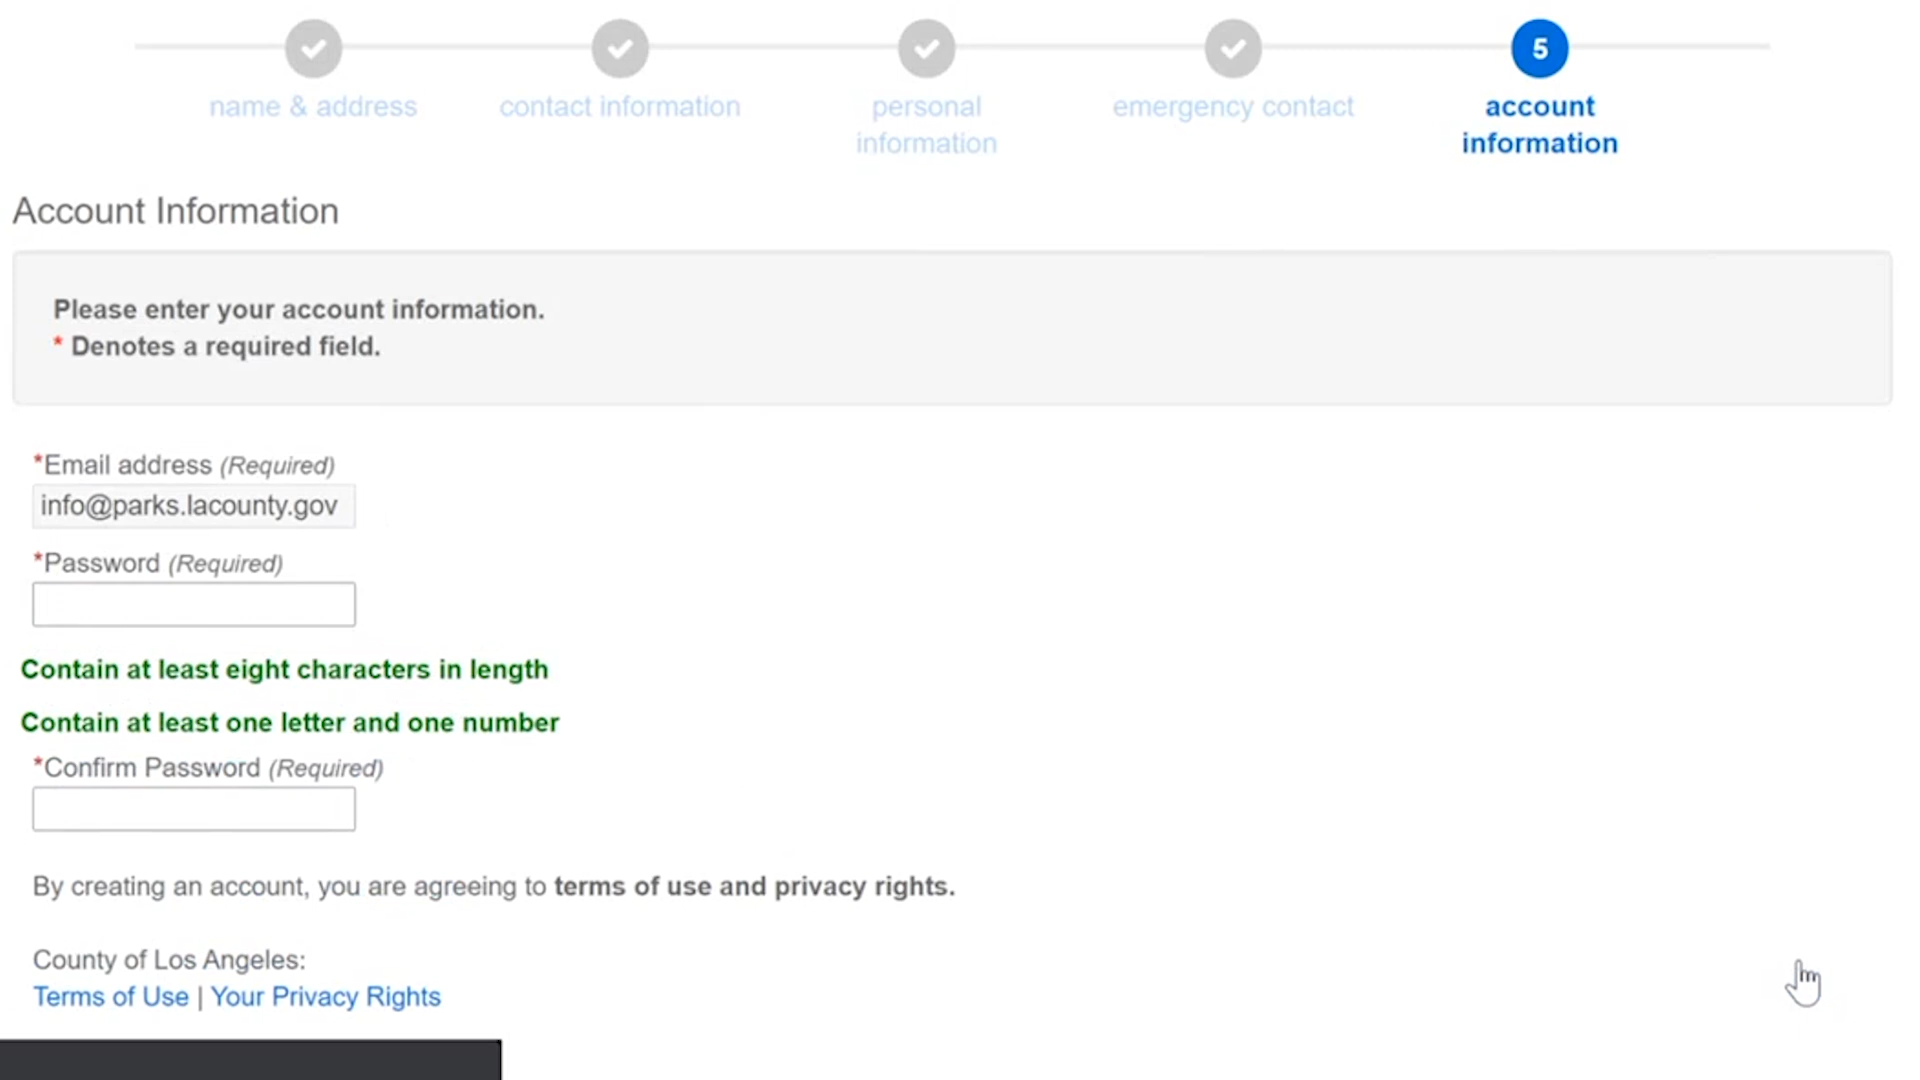 5
name & address
contact information
personal
information
emergency contact
account
information
Account Information
Please enter your account information.
* Denotes a required field.
*Email address (Required)
info@parks.lacounty.gov
*Password (Required)
Contain at least eight characters in length
Contain at least one letter and one number
*Confirm Password (Required)
By creating an account, you are agreeing to terms of use and privacy rights.
County of Los Angeles:
Terms of Use | Your Privacy Rights